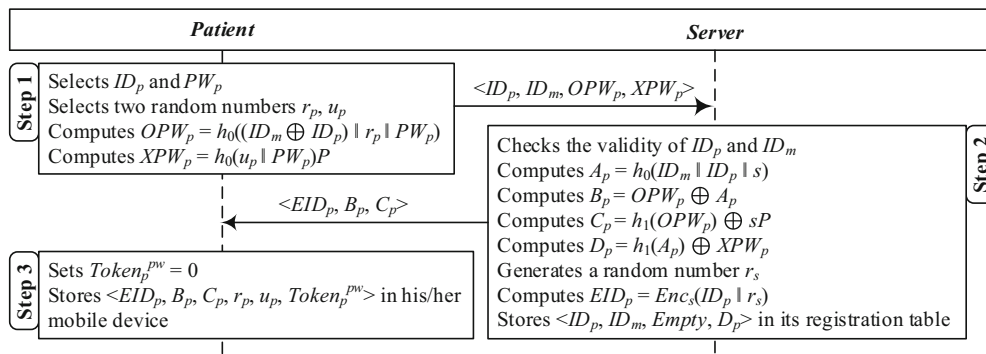 Patient
Server
Step 1
Selects ID_p and PW_p
Selects two random numbers r_p, u_p
Computes OPW_p = h_0((ID_m ⊕ ID_p) ‖ r_p ‖ PW_p)
Computes XPW_p = h_0(u_p ‖ PW_p)P
<ID_p, ID_m, OPW_p, XPW_p>
Step 2
Checks the validity of ID_p and ID_m
Computes A_p = h_0(ID_m ‖ ID_p ‖ s)
Computes B_p = OPW_p ⊕ A_p
Computes C_p = h_1(OPW_p) ⊕ sP
Computes D_p = h_1(A_p) ⊕ XPW_p
Generates a random number r_s
Computes EID_p = Enc_s(ID_p ‖ r_s)
Stores <ID_p, ID_m, Empty, D_p> in its registration table
<EID_p, B_p, C_p>
Step 3
Sets Token_p^pw = 0
Stores <EID_p, B_p, C_p, r_p, u_p, Token_p^pw> in his/her
mobile device